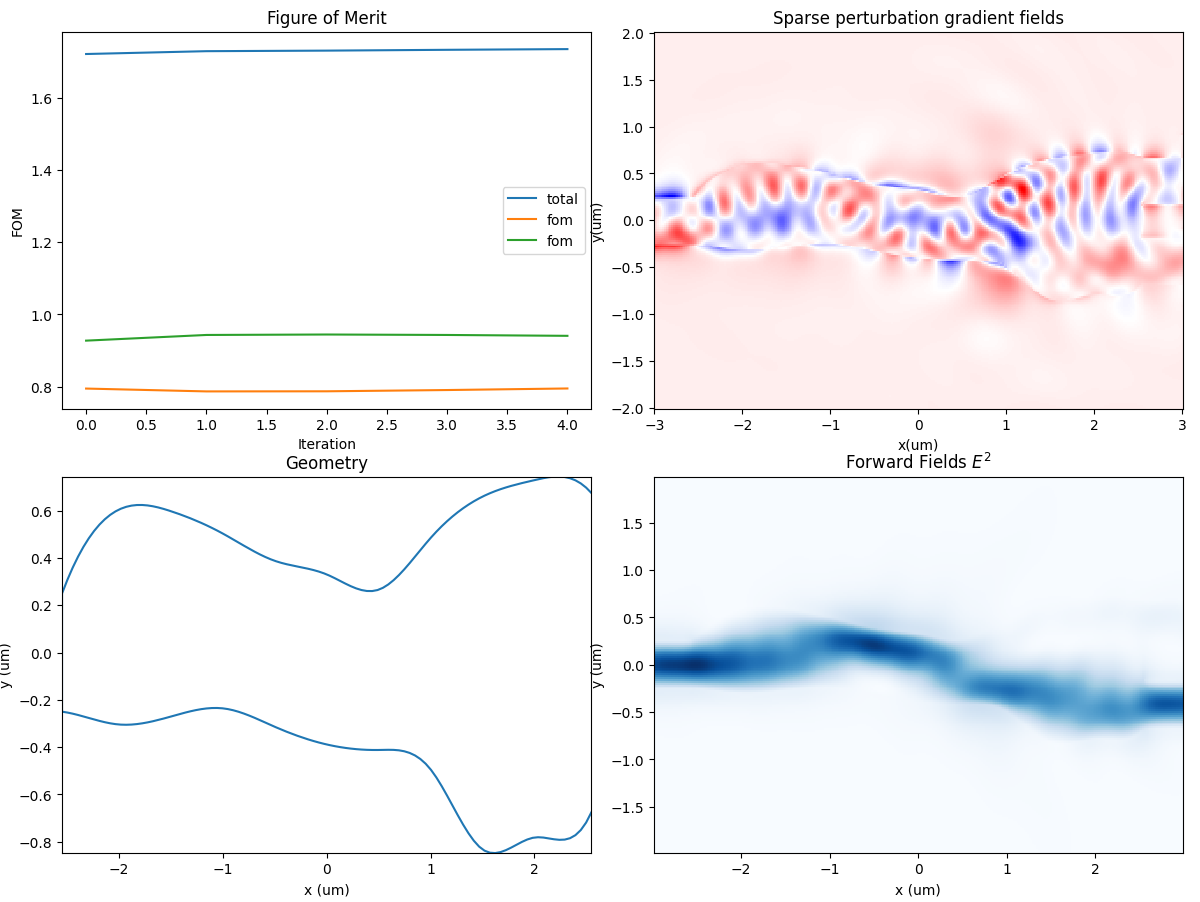 Figure of Merit
FOM
1.6
1.4
1.2
1.0
0.8
total
fom
fom
0.0 0.5 1.0 1.5 2.0 2.5 3.0 3.5 4.0
Iteration
Sparse perturbation gradient fields
y(um)
2.0
1.5
1.0
0.5
0.0
−0.5
−1.0
−1.5
−2.0
−3 −2 −1 0 1 2 3
x(um)
Geometry
y (um)
0.6
0.4
0.2
0.0
−0.2
−0.4
−0.6
−0.8
−2 −1 0 1 2
x (um)
Forward Fields E²
y (um)
1.5
1.0
0.5
0.0
−0.5
−1.0
−1.5
−2 −1 0 1 2
x (um)